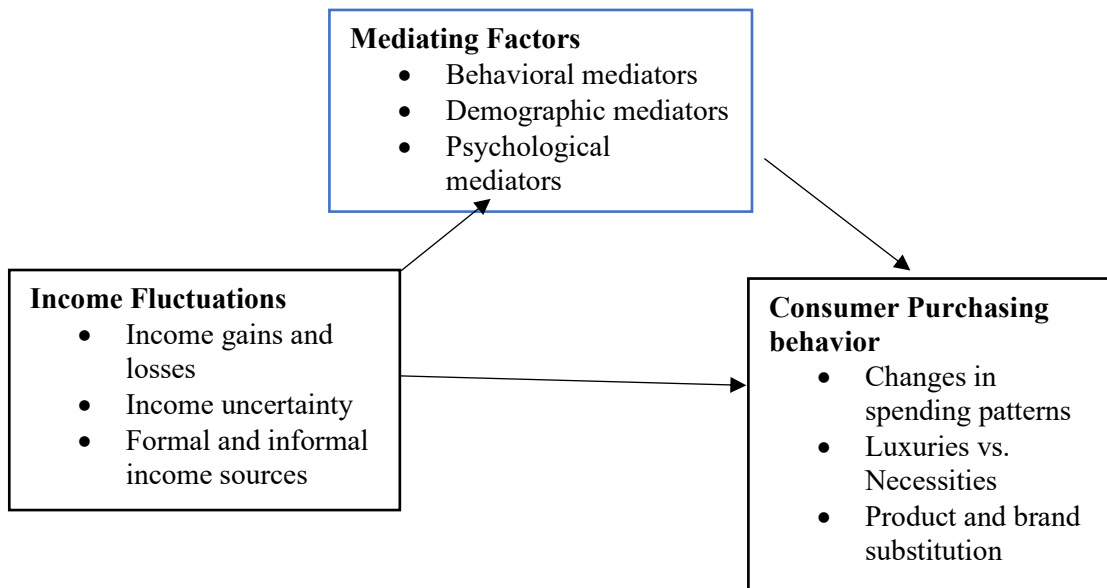 Mediating Factors
• Behavioral mediators
• Demographic mediators
• Psychological
mediators
Income Fluctuations
• Income gains and
losses
• Income uncertainty
• Formal and informal
income sources
Consumer Purchasing
behavior
• Changes in
spending patterns
• Luxuries vs.
Necessities
• Product and brand
substitution